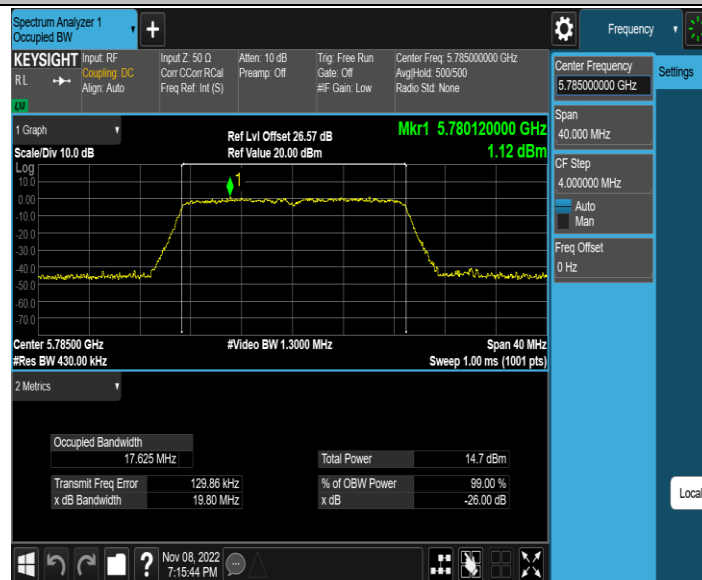 Spectrum Analyzer 1
Occupied BW
Frequency
KEYSIGHT
Input: RF
Coupling: DC
Align: Auto
Input Z: 50 Ω
Corr CCorr RCal
Freq Ref: Int (S)
Atten: 10 dB
Preamp: Off
Trig: Free Run
Gate: Off
#IF Gain: Low
Center Freq: 5.785000000 GHz
Avg|Hold: 500/500
Radio Std: None
R L
LXI
1 Graph
Scale/Div 10.0 dB
Ref Lvl Offset 26.57 dB
Ref Value 20.00 dBm
Mkr1 5.780120000 GHz
1.12 dBm
Log
10.0
0.00
-10.0
-20.0
-30.0
-40.0
-50.0
-60.0
-70.0
1
Center 5.78500 GHz
#Res BW 430.00 kHz
#Video BW 1.3000 MHz
Span 40 MHz
Sweep 1.00 ms (1001 pts)
2 Metrics
Occupied Bandwidth
17.625 MHz
Transmit Freq Error 129.86 kHz
x dB Bandwidth 19.80 MHz
Total Power 14.7 dBm
% of OBW Power 99.00 %
x dB -26.00 dB
Center Frequency
5.785000000 GHz
Span
40.000 MHz
CF Step
4.000000 MHz
Auto
Man
Freq Offset
0 Hz
Settings
Local
?
Nov 08, 2022
7:15:44 PM